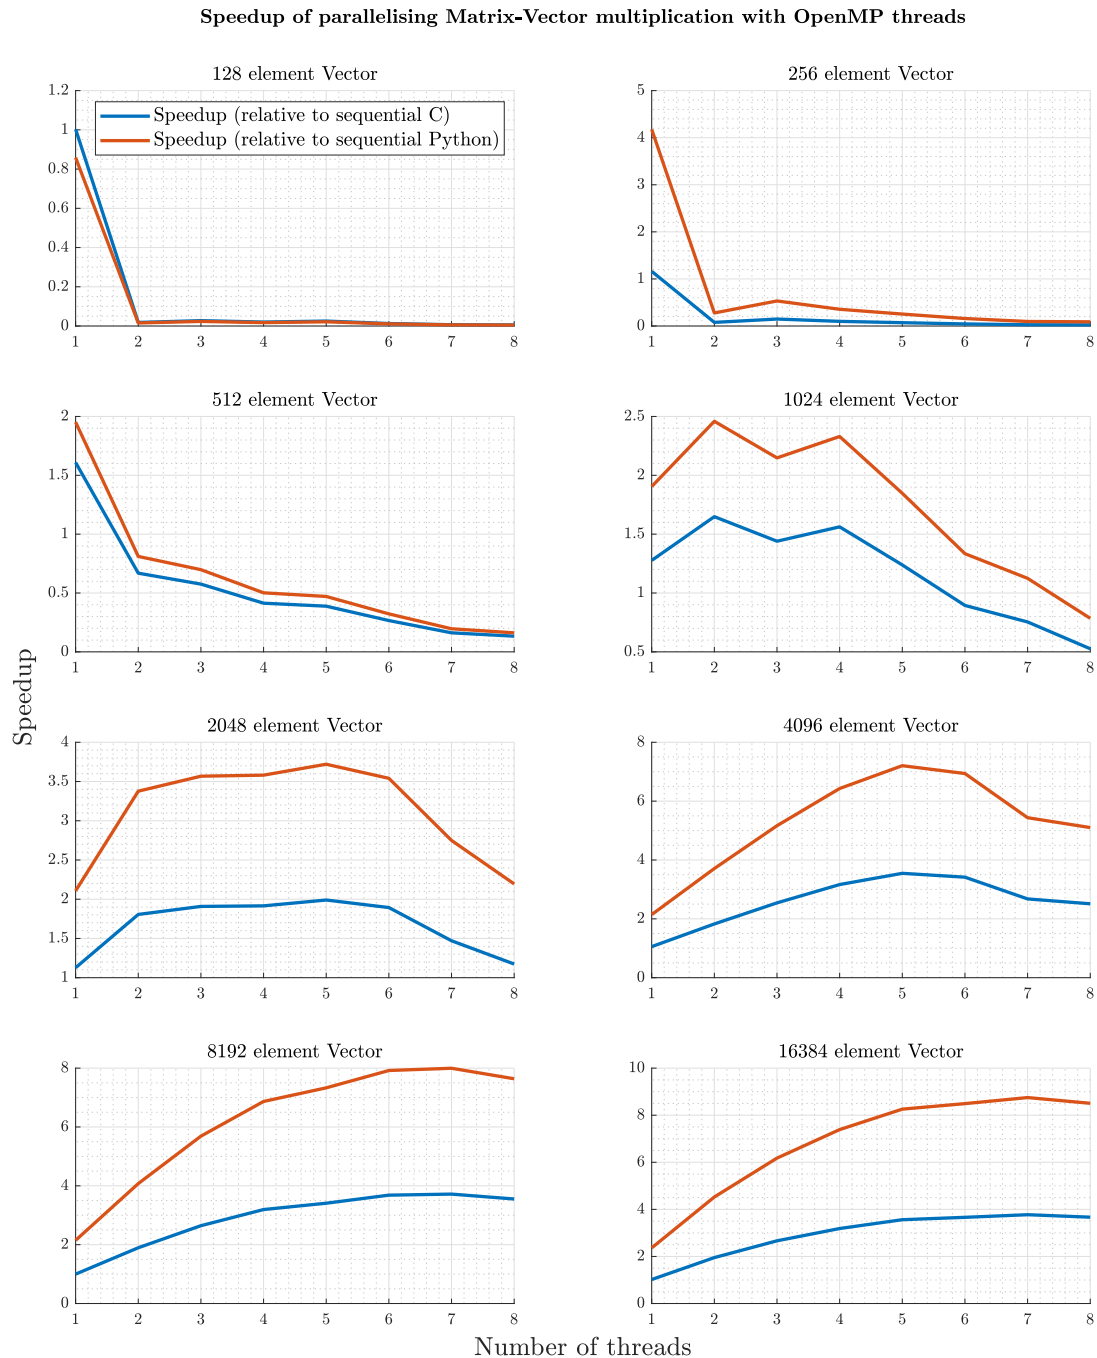 Speedup of parallelising Matrix-Vector multiplication with OpenMP threads
128 element Vector
1.2
1
0.8
0.6
0.4
0.2
0
Speedup (relative to sequential C)
Speedup (relative to sequential Python)
1 2 3 4 5 6 7 8
256 element Vector
5
4
3
2
1
0
1 2 3 4 5 6 7 8
512 element Vector
2
1.5
1
0.5
0
1 2 3 4 5 6 7 8
1024 element Vector
2.5
2
1.5
1
0.5
1 2 3 4 5 6 7 8
Speedup
2048 element Vector
4
3.5
3
2.5
2
1.5
1
1 2 3 4 5 6 7 8
4096 element Vector
8
6
4
2
0
1 2 3 4 5 6 7 8
8192 element Vector
8
6
4
2
0
1 2 3 4 5 6 7 8
16384 element Vector
10
8
6
4
2
0
1 2 3 4 5 6 7 8
Number of threads